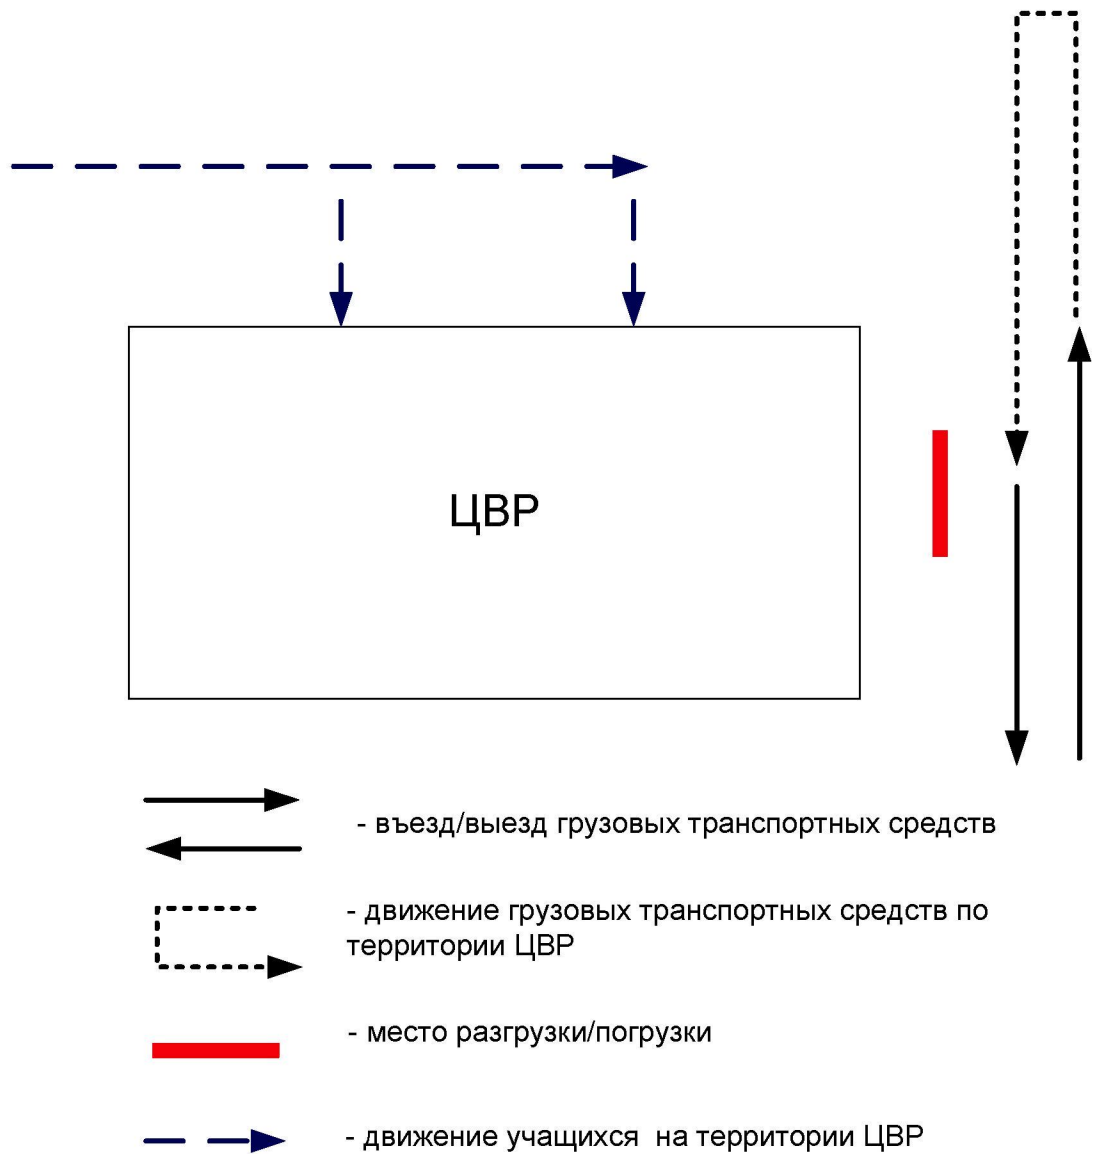 ЦВР
- въезд/выезд грузовых транспортных средств
- движение грузовых транспортных средств по
территории ЦВР
- место разгрузки/погрузки
- движение учащихся  на территории ЦВР